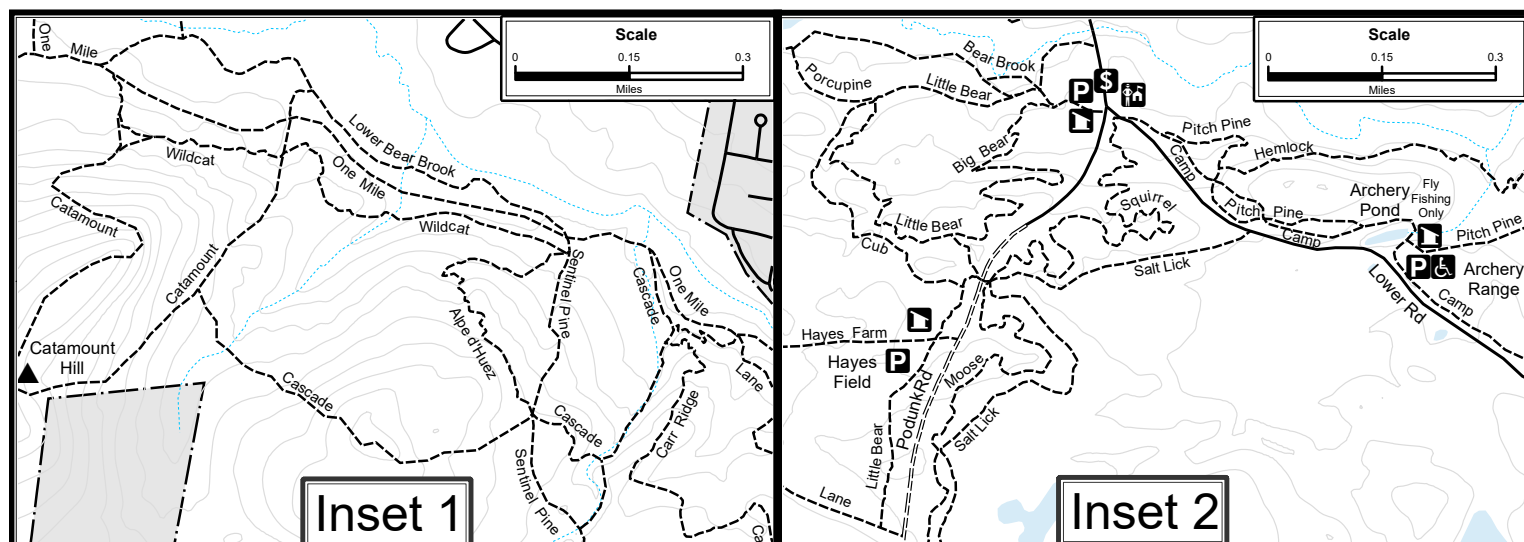 One
Mile
Scale
0
0.15
0.3
Miles
Lower Bear Brook
Wildcat
One Mile
Catamount
Wildcat
Catamount
Sentinel Pine
Cascade
One Mile
Alpe d'Huez
Catamount
Hill
Cascade
Cascade
Carr Ridge
Lane
Sentinel Pine
Ca
Inset 1
Scale
0
0.15
0.3
Miles
Bear Brook
Porcupine
Little Bear
P
$
Pitch Pine
Big Bear
Camp
Hemlock
Squirrel
Archery
Pond
Fly
Fishing
Only
Pitch Pine
Camp
Pitch Pine
Little Bear
Cub
Salt Lick
P
Archery
Range
Lower Rd
Camp
Hayes Farm
Hayes
Field
P
Moose
Podunk Rd
Salt Lick
Little Bear
Lane
Inset 2